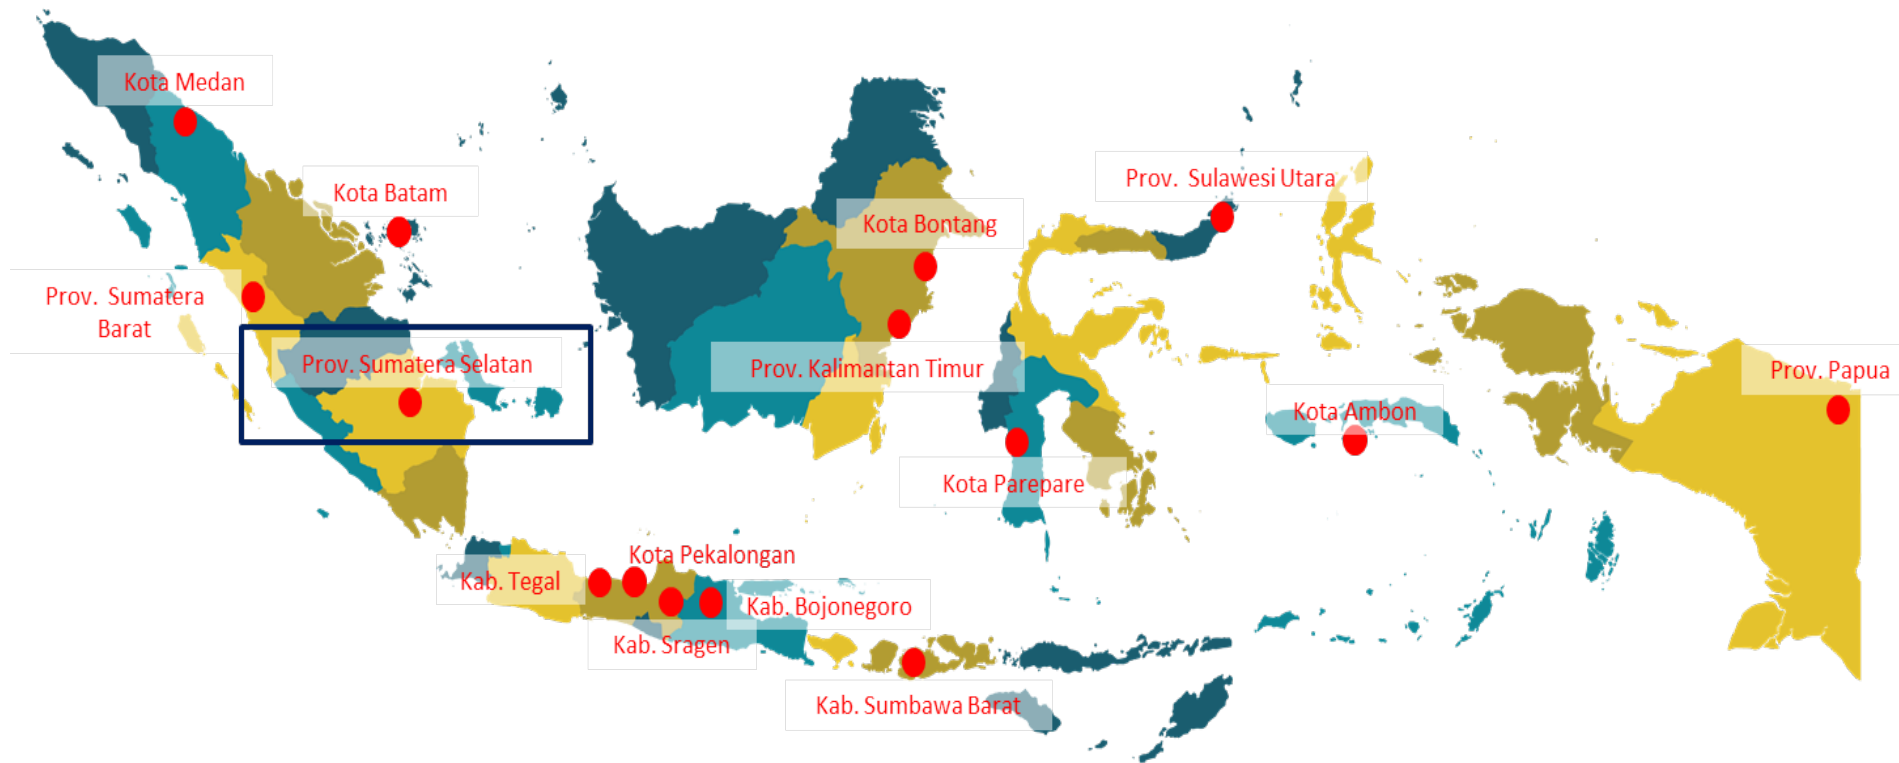 Kota Medan
Kota Batam
Prov.  Sulawesi Utara
Kota Bontang
Prov.  Sumatera
Barat
Prov. Sumatera Selatan
Prov. Kalimantan Timur
Prov. Papua
Kota Ambon
Kota Parepare
Kota Pekalongan
Kab. Tegal
Kab. Bojonegoro
Kab. Sragen
Kab. Sumbawa Barat